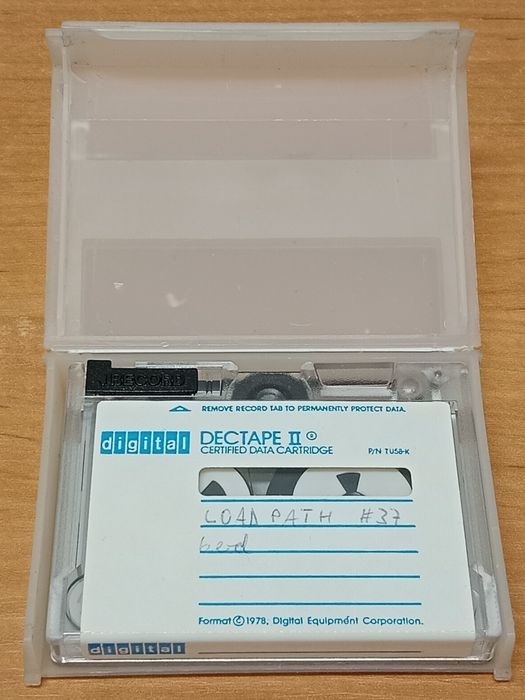 RECORD
REMOVE RECORD TAB TO PERMANENTLY PROTECT DATA.
digital DECTAPE II
CERTIFIED DATA CARTRIDGE P/N TU58-K
LOAD PATH #37
Format © 1978, Digital Equipment Corporation.
digital